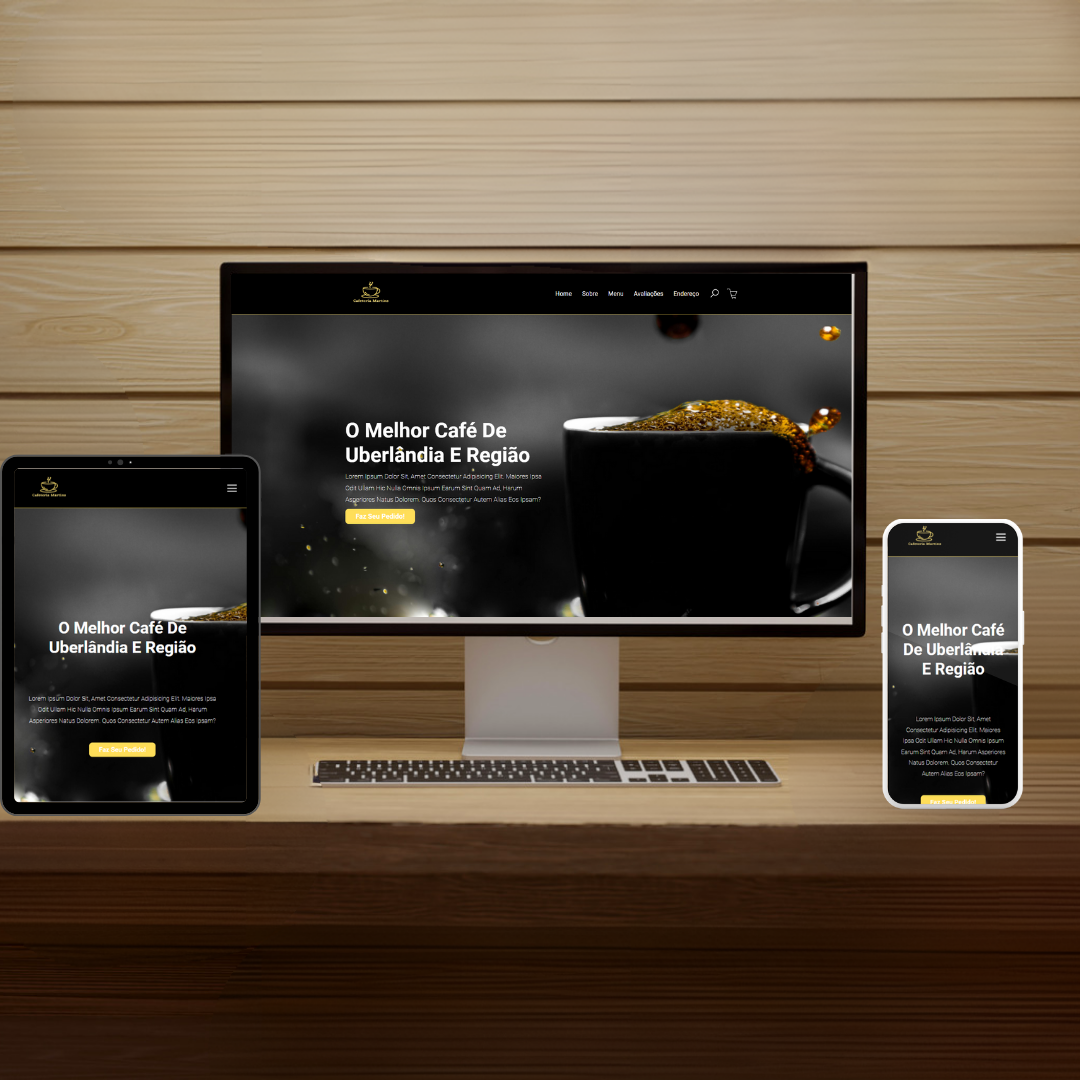 Cafeteria Martins
Home Sobre Menu Avaliações Endereço
O Melhor Café De
Uberlândia E Região
Lorem Ipsum Dolor Sit, Amet Consectetur Adipisicing Elit. Maiores Ipsa
Odit Ullam Hic Nulla Omnis Ipsum Earum Sint Quam Ad, Harum
Asperiores Natus Dolorem. Quos Consectetur Autem Alias Eos Ipsam?
Faz Seu Pedido!
Cafeteria Martins
O Melhor Café De
Uberlândia E Região
Lorem Ipsum Dolor Sit, Amet Consectetur Adipisicing Elit. Maiores Ipsa
Odit Ullam Hic Nulla Omnis Ipsum Earum Sint Quam Ad, Harum
Asperiores Natus Dolorem. Quos Consectetur Autem Alias Eos Ipsam?
Faz Seu Pedido!
Cafeteria Martins
O Melhor Café
De Uberlândia
E Região
Lorem Ipsum Dolor Sit, Amet
Consectetur Adipisicing Elit. Maiores
Ipsa Odit Ullam Hic Nulla Omnis Ipsum
Earum Sint Quam Ad, Harum Asperiores
Natus Dolorem. Quos Consectetur
Autem Alias Eos Ipsam?
Faz Seu Pedido!